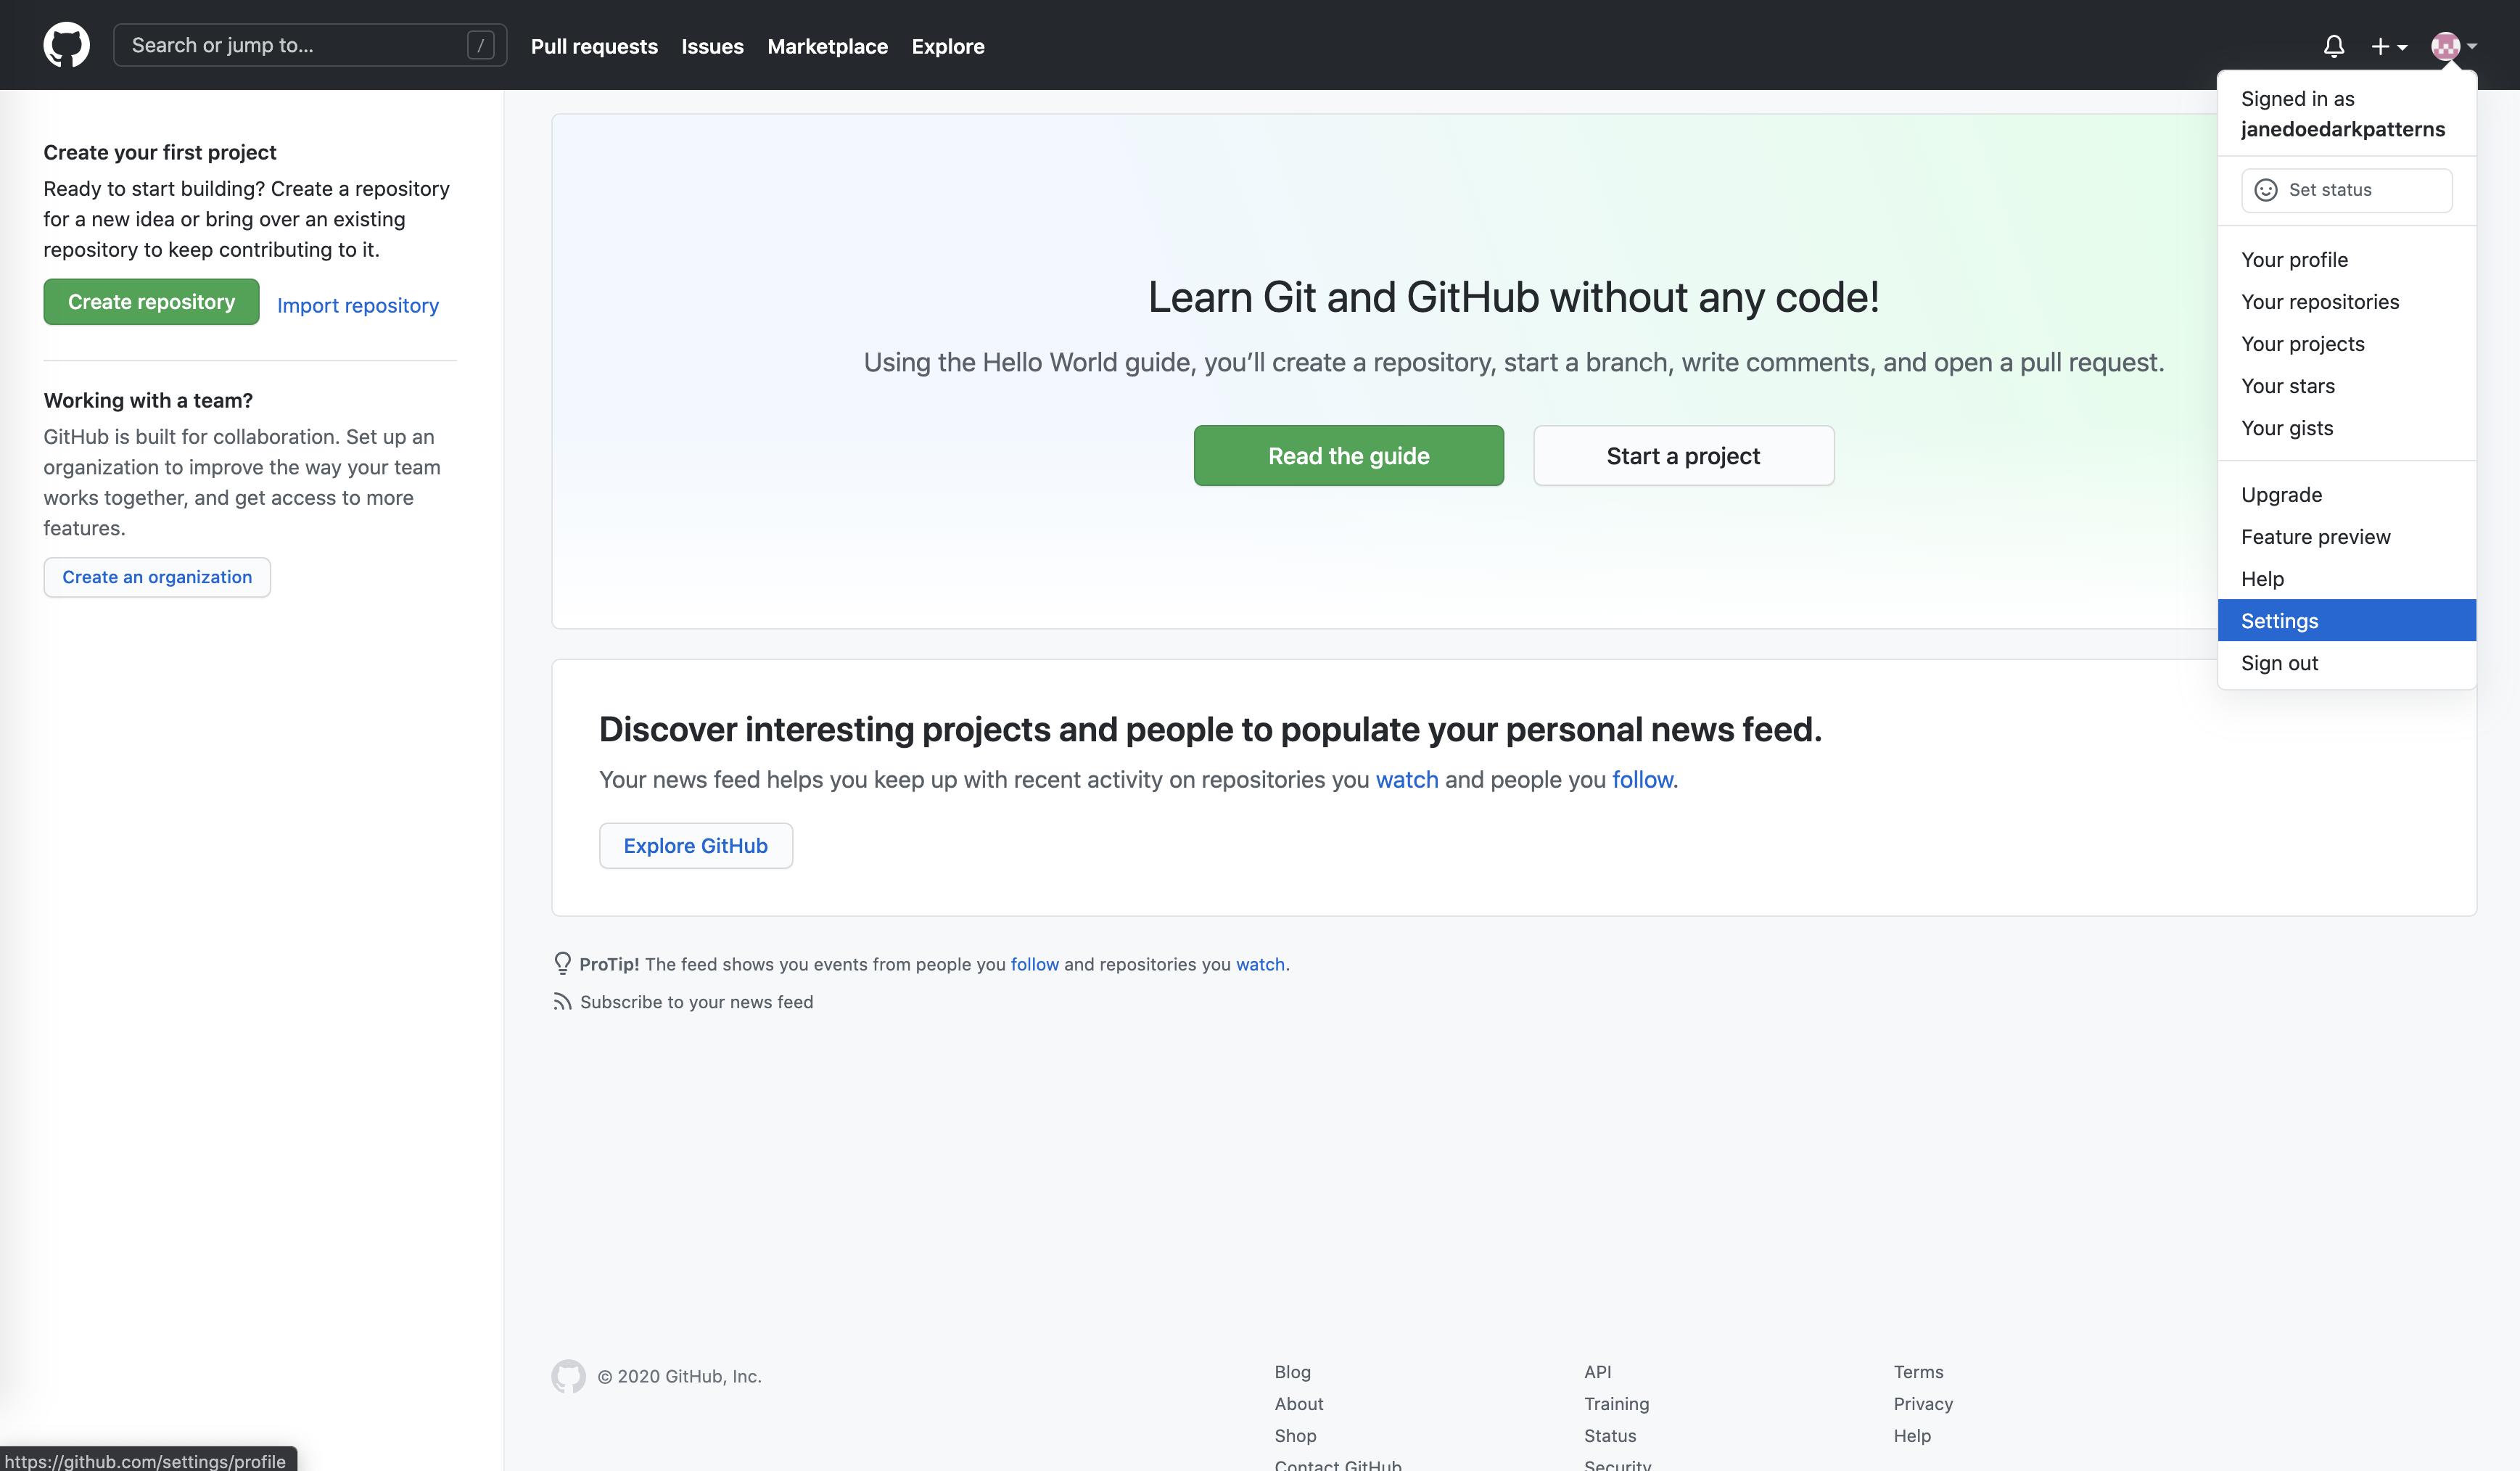 Search or jump to... /
Pull requests
Issues
Marketplace
Explore
Create your first project
Ready to start building? Create a repository
for a new idea or bring over an existing
repository to keep contributing to it.
Create repository
Import repository
Working with a team?
GitHub is built for collaboration. Set up an
organization to improve the way your team
works together, and get access to more
features.
Create an organization
Learn Git and GitHub without any code!
Using the Hello World guide, you’ll create a repository, start a branch, write comments, and open a pull request.
Read the guide
Start a project
Discover interesting projects and people to populate your personal news feed.
Your news feed helps you keep up with recent activity on repositories you watch and people you follow.
Explore GitHub
ProTip! The feed shows you events from people you follow and repositories you watch.
Subscribe to your news feed
Signed in as
janedoedarkpatterns
Set status
Your profile
Your repositories
Your projects
Your stars
Your gists
Upgrade
Feature preview
Help
Settings
Sign out
© 2020 GitHub, Inc.
Blog
About
Shop
Contact GitHub
API
Training
Status
Security
Terms
Privacy
Help
https://github.com/settings/profile